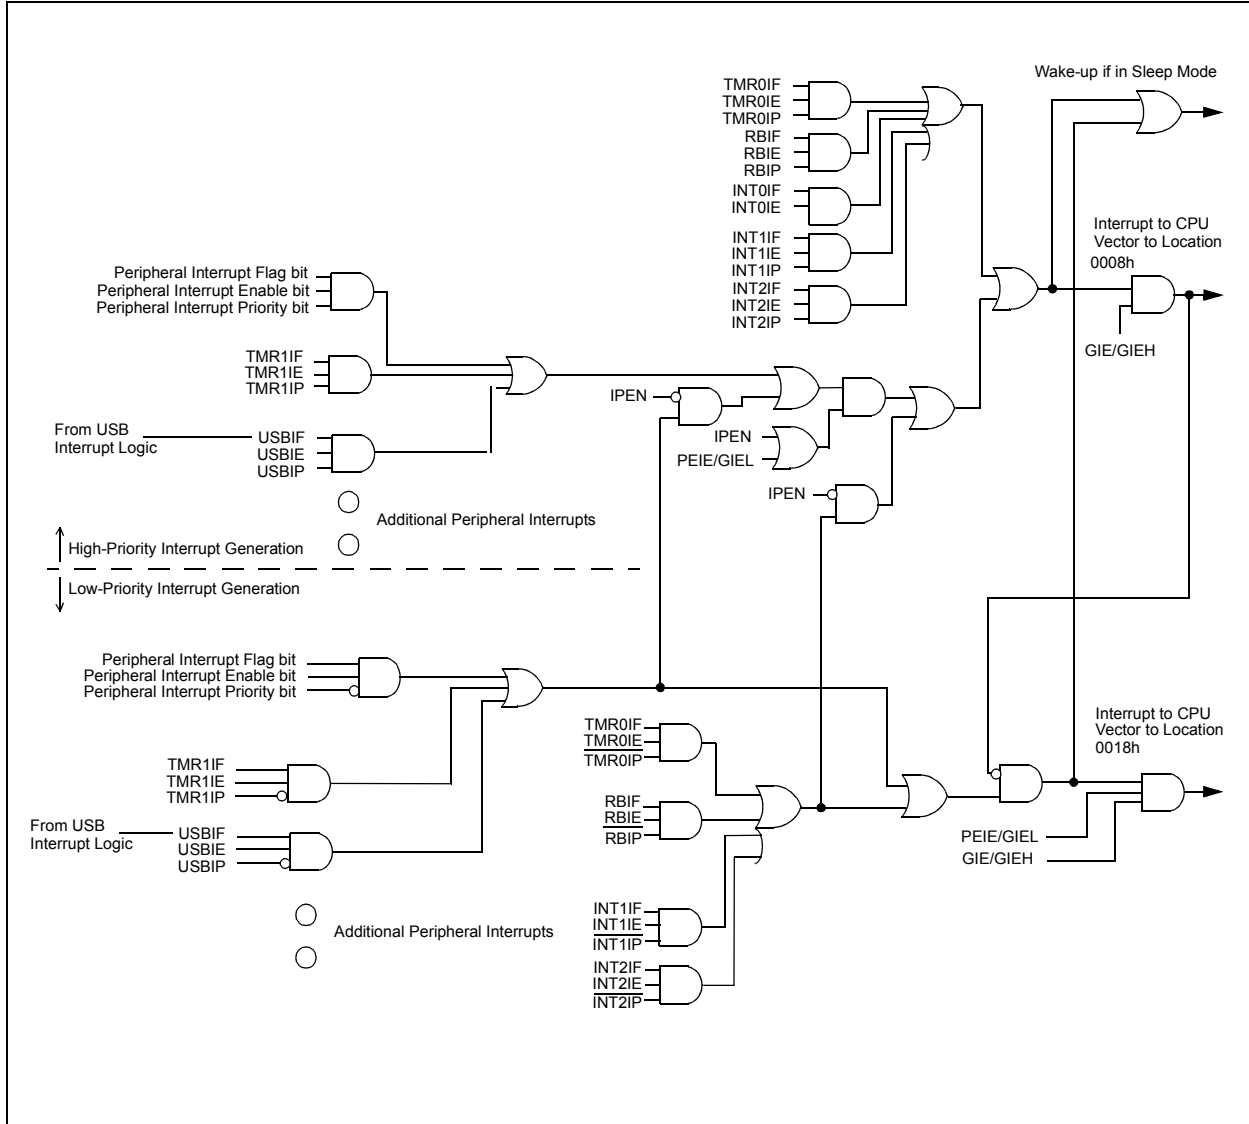 Wake-up if in Sleep Mode
TMR0IF
TMR0IE
TMR0IP
RBIF
RBIE
RBIP
INT0IF
INT0IE
INT1IF
INT1IE
INT1IP
INT2IF
INT2IE
INT2IP
Interrupt to CPU
Vector to Location
0008h
GIE/GIEH
Peripheral Interrupt Flag bit
Peripheral Interrupt Enable bit
Peripheral Interrupt Priority bit
TMR1IF
TMR1IE
TMR1IP
From USB
Interrupt Logic
USBIF
USBIE
USBIP
IPEN
IPEN
PEIE/GIEL
IPEN
Additional Peripheral Interrupts
High-Priority Interrupt Generation
Low-Priority Interrupt Generation
Peripheral Interrupt Flag bit
Peripheral Interrupt Enable bit
Peripheral Interrupt Priority bit
TMR1IF
TMR1IE
TMR1IP
From USB
Interrupt Logic
USBIF
USBIE
USBIP
Additional Peripheral Interrupts
TMR0IF
TMR0IE
TMR0IP
RBIF
RBIE
RBIP
INT1IF
INT1IE
INT1IP
INT2IF
INT2IE
INT2IP
Interrupt to CPU
Vector to Location
0018h
PEIE/GIEL
GIE/GIEH